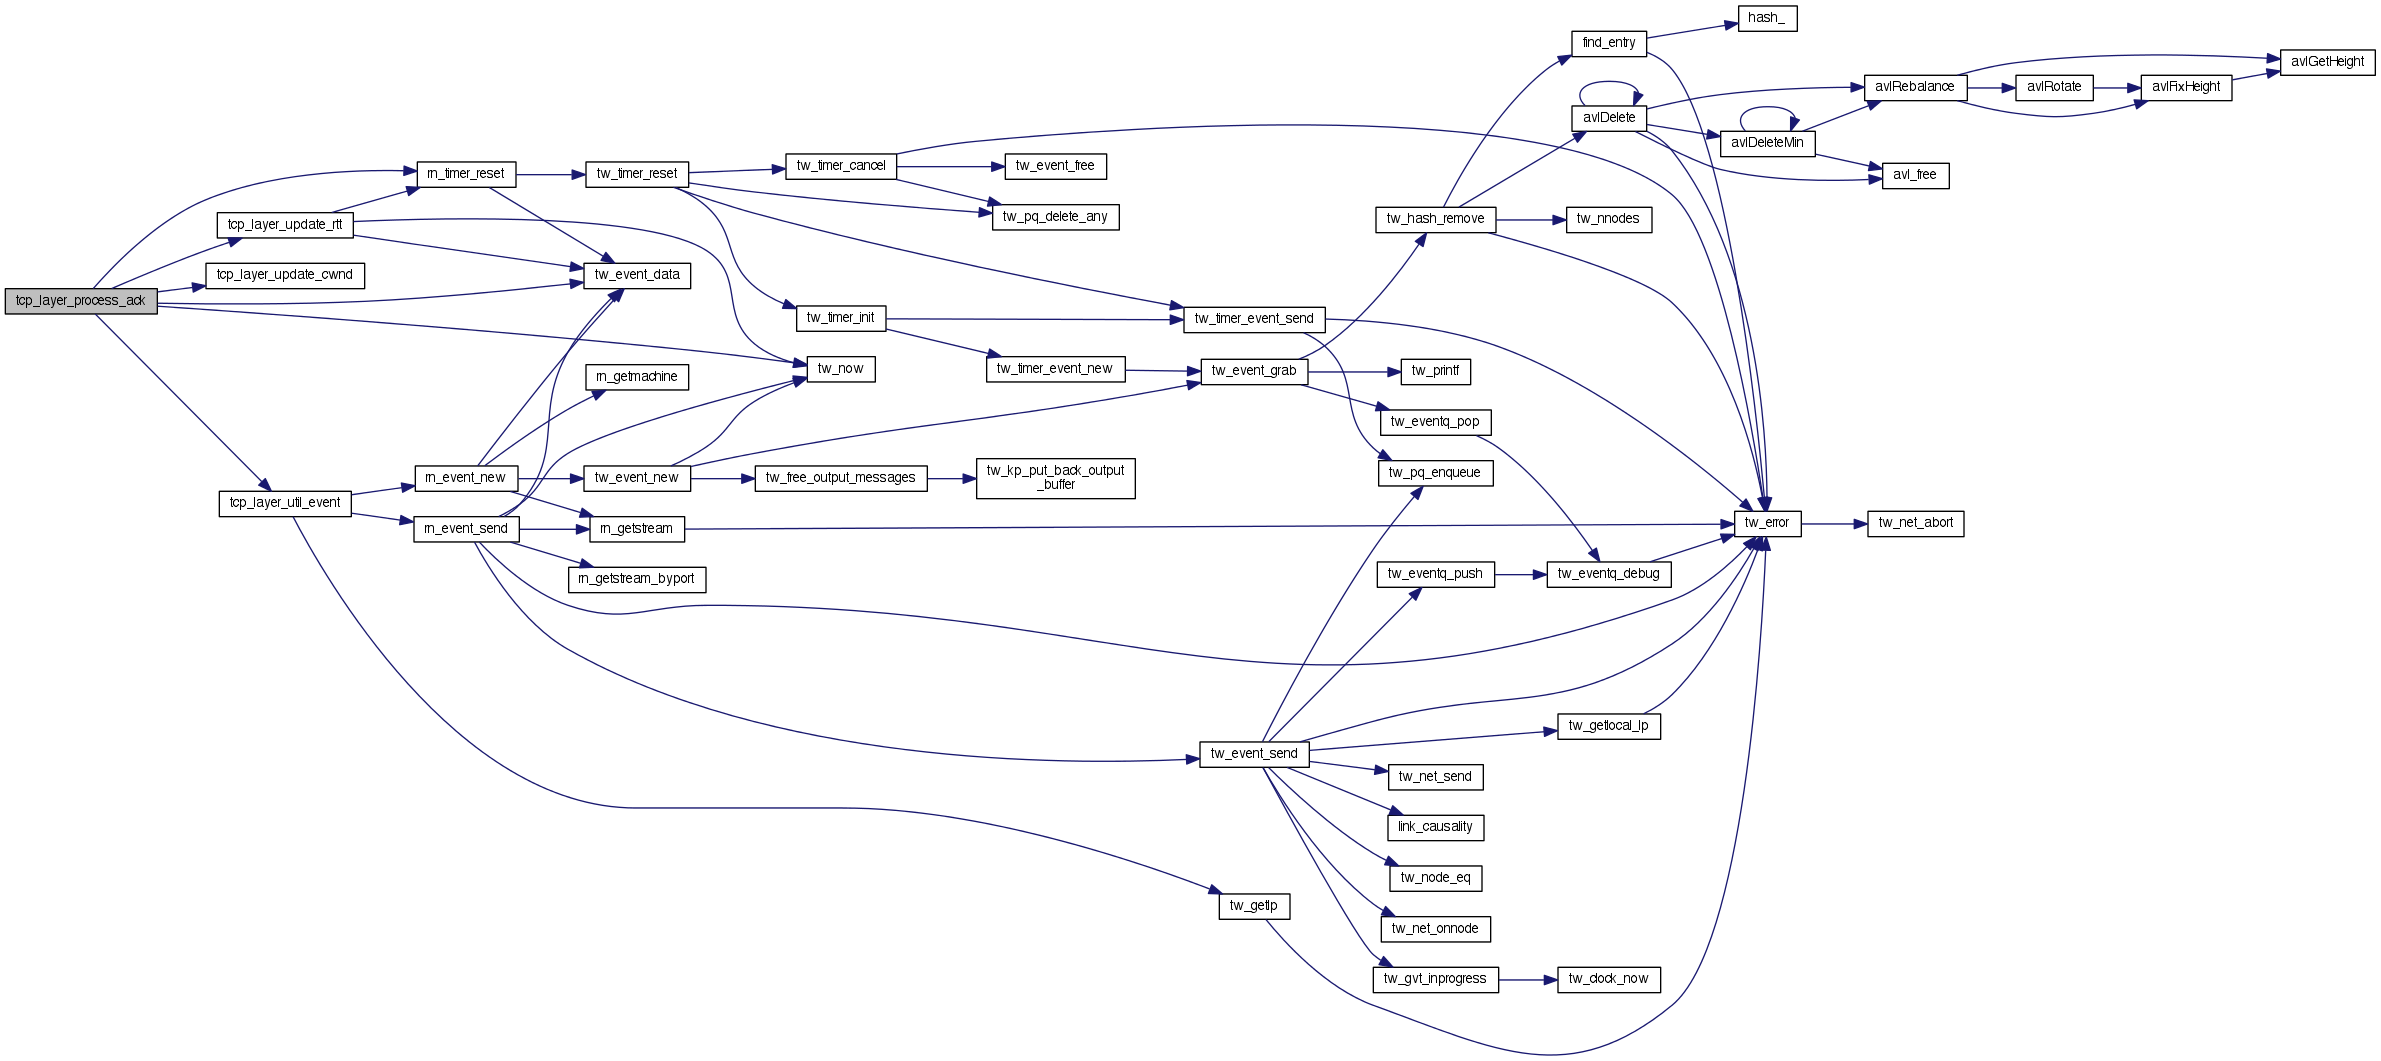 hash_
find_entry
avlGetHeight
avlRebalance
avlRotate
avlFixHeight
avlDelete
avlDeleteMin
avl_free
tw_timer_cancel
tw_event_free
rn_timer_reset
tw_timer_reset
tw_pq_delete_any
tw_hash_remove
tw_nnodes
tcp_layer_update_rtt
tcp_layer_update_cwnd
tw_event_data
tcp_layer_process_ack
tw_timer_init
tw_timer_event_send
tw_now
tw_timer_event_new
tw_event_grab
tw_printf
rn_getmachine
tw_eventq_pop
rn_event_new
tw_event_new
tw_free_output_messages
tw_kp_put_back_output
_buffer
tw_pq_enqueue
tcp_layer_util_event
rn_event_send
rn_getstream
tw_error
tw_net_abort
rn_getstream_byport
tw_eventq_push
tw_eventq_debug
tw_getlocal_lp
tw_event_send
tw_net_send
link_causality
tw_node_eq
tw_getlp
tw_net_onnode
tw_gvt_inprogress
tw_clock_now